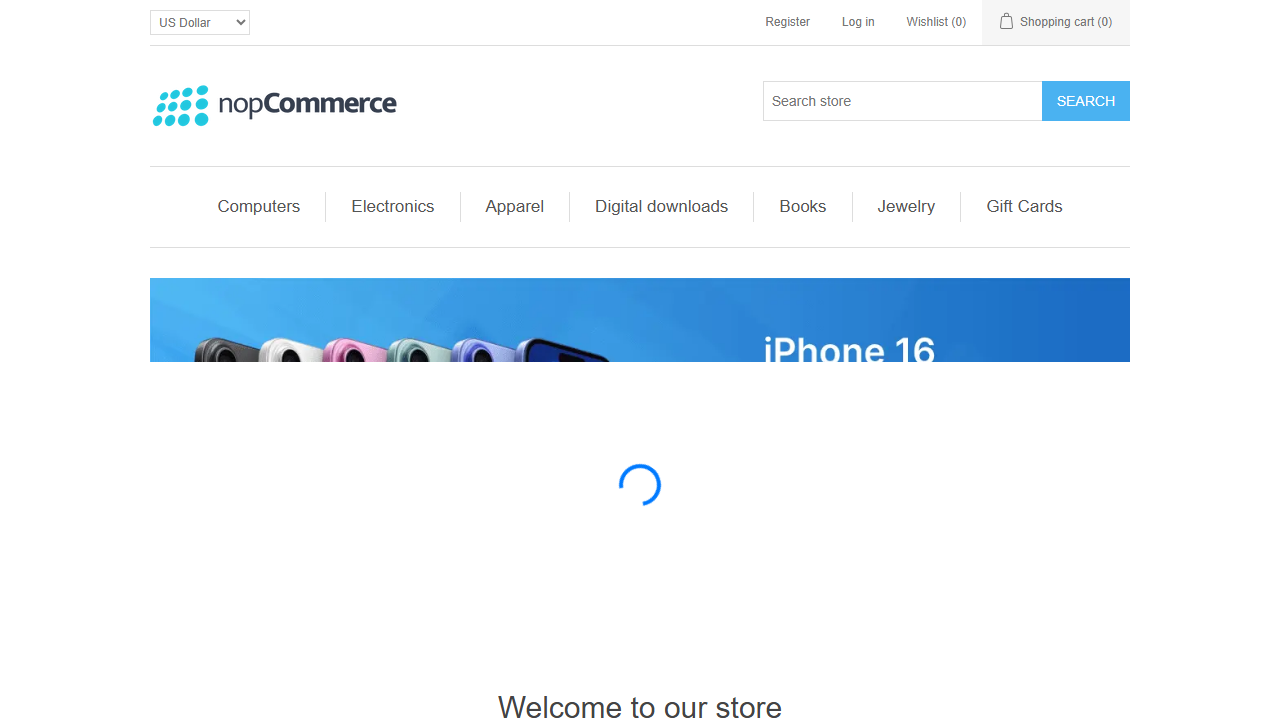 US Dollar
Register
Log in
Wishlist (0)
Shopping cart (0)
nopCommerce
Search store
SEARCH
Computers
Electronics
Apparel
Digital downloads
Books
Jewelry
Gift Cards
iPhone 16
Welcome to our store